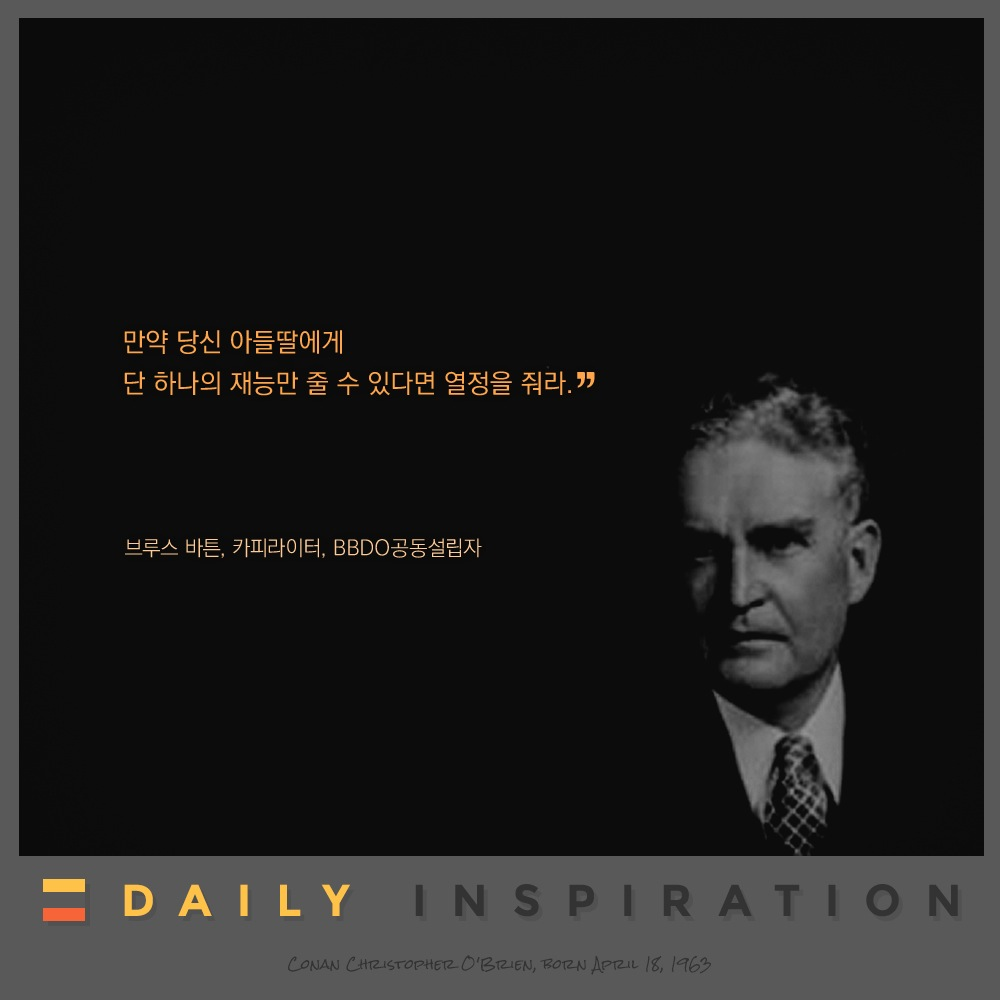 만약 당신 아들딸에게
단 하나의 재능만 줄 수 있다면 열정을 줘라.”
브루스 바튼, 카피라이터, BBDO공동설립자
DAILY INSPIRATION
Conan Christopher O'Brien, born April 18, 1963